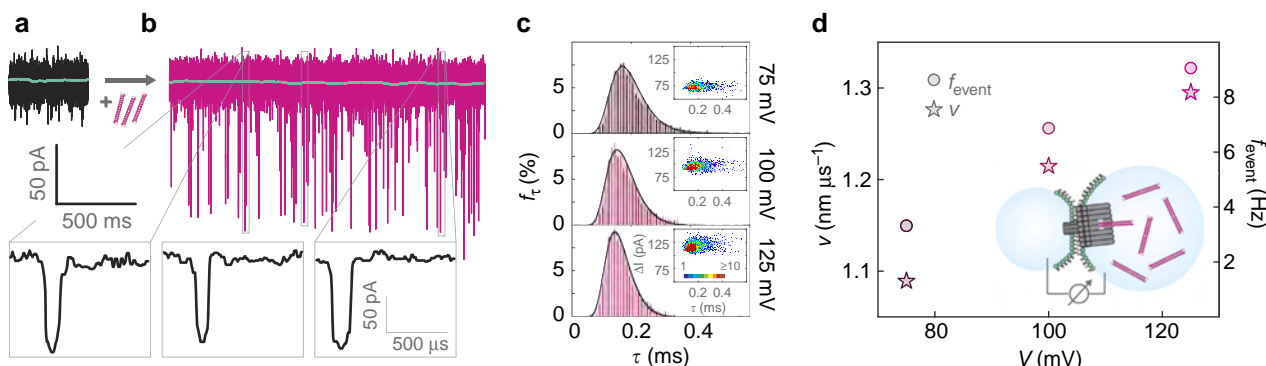 a
b
+
50 pA
500 ms
50 pA
500 µs
c
f_τ (%)
5
0
5
0
5
0
0
0.2
0.4
τ (ms)
125
75
0.2 0.4
75 mV
125
75
0.2 0.4
100 mV
ΔI (pA)
125
75
1 ≥10
0.2 0.4
τ (ms)
125 mV
d
v (nm µs⁻¹)
1.3
1.2
1.1
f_event
v
80
100
120
V (mV)
8
6
4
2
f_event (Hz)